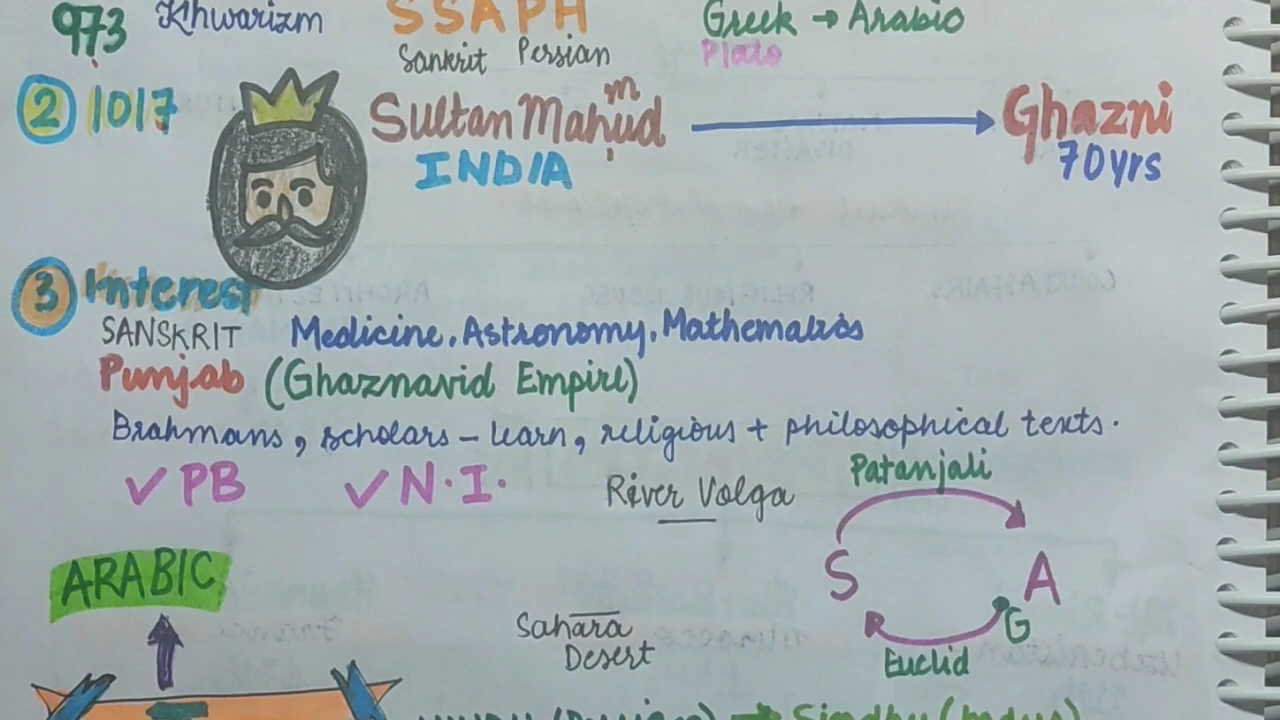 973 Khwarizm SSAPH Greek → Arabic
Sankrit Persian Plato
2 1017 Sultan Mahmud → Ghazni
INDIA 70yrs
3 Interest
SANSKRIT Medicine, Astronomy, Mathematics
Punjab (Ghaznavid Empire)
Brahmans, scholars - learn, religious + philosophical texts.
✓ PB ✓ N.I. River Volga Patanjali
ARABIC S A
Sahara G
Desert Euclid
Sindhu (Indus)